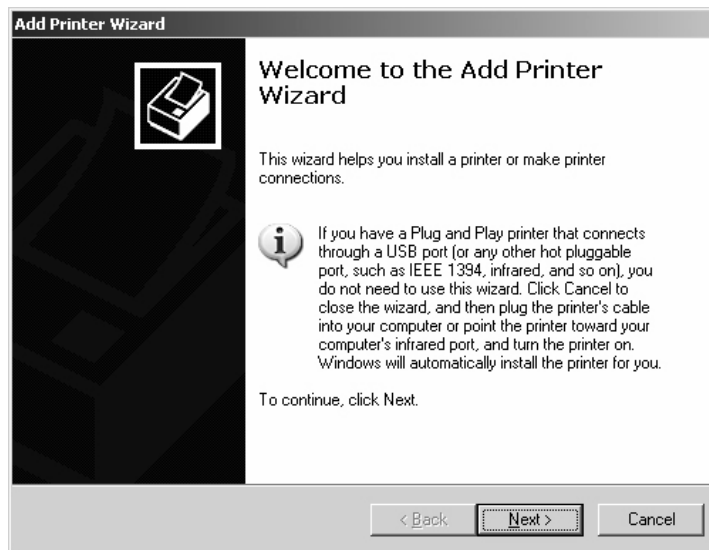 Add Printer Wizard
Welcome to the Add Printer
Wizard
This wizard helps you install a printer or make printer
connections.
If you have a Plug and Play printer that connects
through a USB port (or any other hot pluggable
port, such as IEEE 1394, infrared, and so on), you
do not need to use this wizard. Click Cancel to
close the wizard, and then plug the printer's cable
into your computer or point the printer toward your
computer's infrared port, and turn the printer on.
Windows will automatically install the printer for you.
To continue, click Next.
< Back Next > Cancel